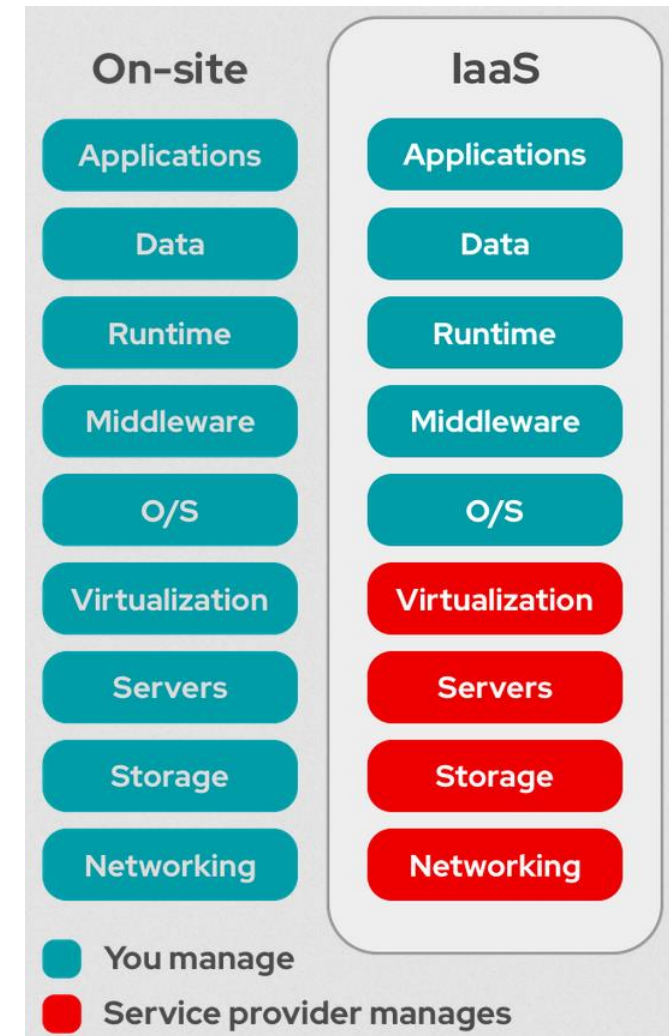 On-site
Applications
Data
Runtime
Middleware
O/S
Virtualization
Servers
Storage
Networking
IaaS
Applications
Data
Runtime
Middleware
O/S
Virtualization
Servers
Storage
Networking
You manage
Service provider manages